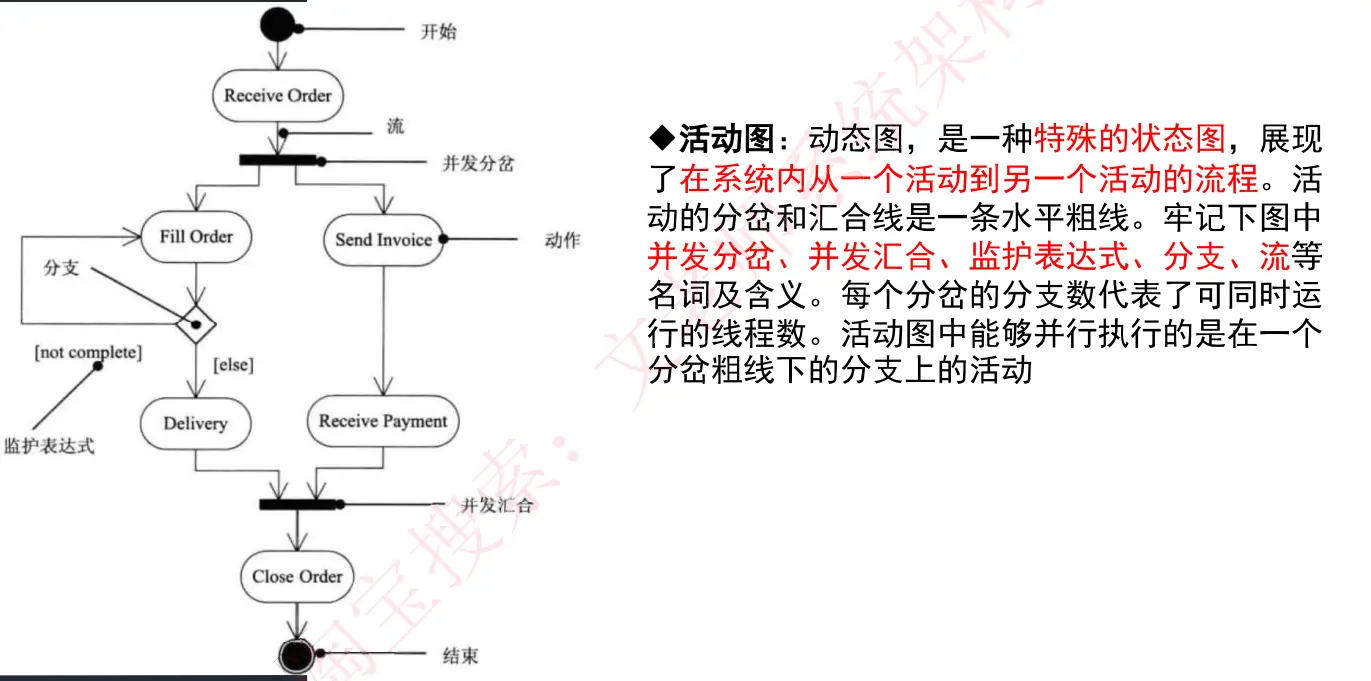 开始
Receive Order
流
并发分岔
Fill Order
Send Invoice
动作
分支
[not complete]
[else]
Delivery
Receive Payment
监护表达式
并发汇合
Close Order
结束
◆活动图：动态图，是一种特殊的状态图，展现
了在系统内从一个活动到另一个活动的流程。活
动的分岔和汇合线是一条水平粗线。牢记下图中
并发分岔、并发汇合、监护表达式、分支、流等
名词及含义。每个分岔的分支数代表了可同时运
行的线程数。活动图中能够并行执行的是在一个
分岔粗线下的分支上的活动
淘宝搜索：文老师系统架构